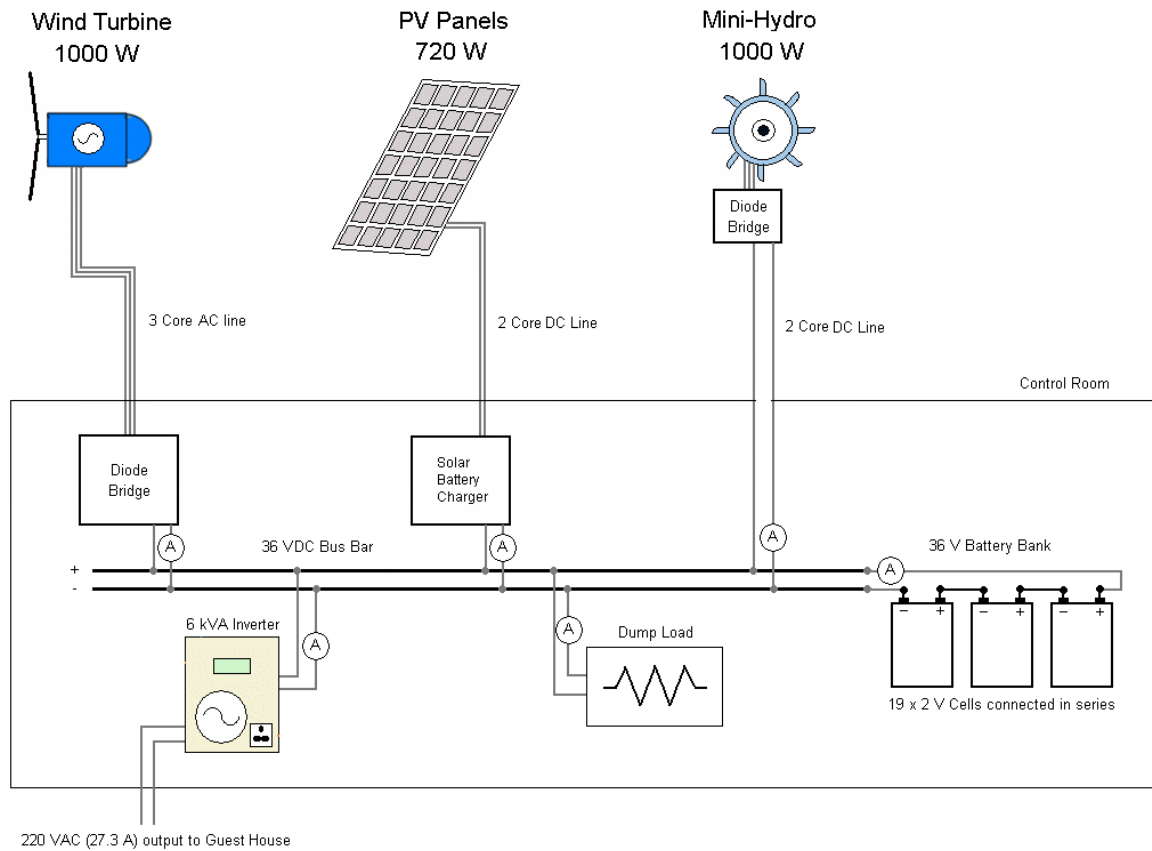 Wind Turbine
1000 W
PV Panels
720 W
Mini-Hydro
1000 W
Diode
Bridge
3 Core AC line
2 Core DC Line
2 Core DC Line
Control Room
Diode
Bridge
Solar
Battery
Charger
A
A
A
36 VDC Bus Bar
36 V Battery Bank
+
-
A
− +
− +
− +
6 kVA Inverter
A
A
Dump Load
19 x 2 V Cells connected in series
220 VAC (27.3 A) output to Guest House